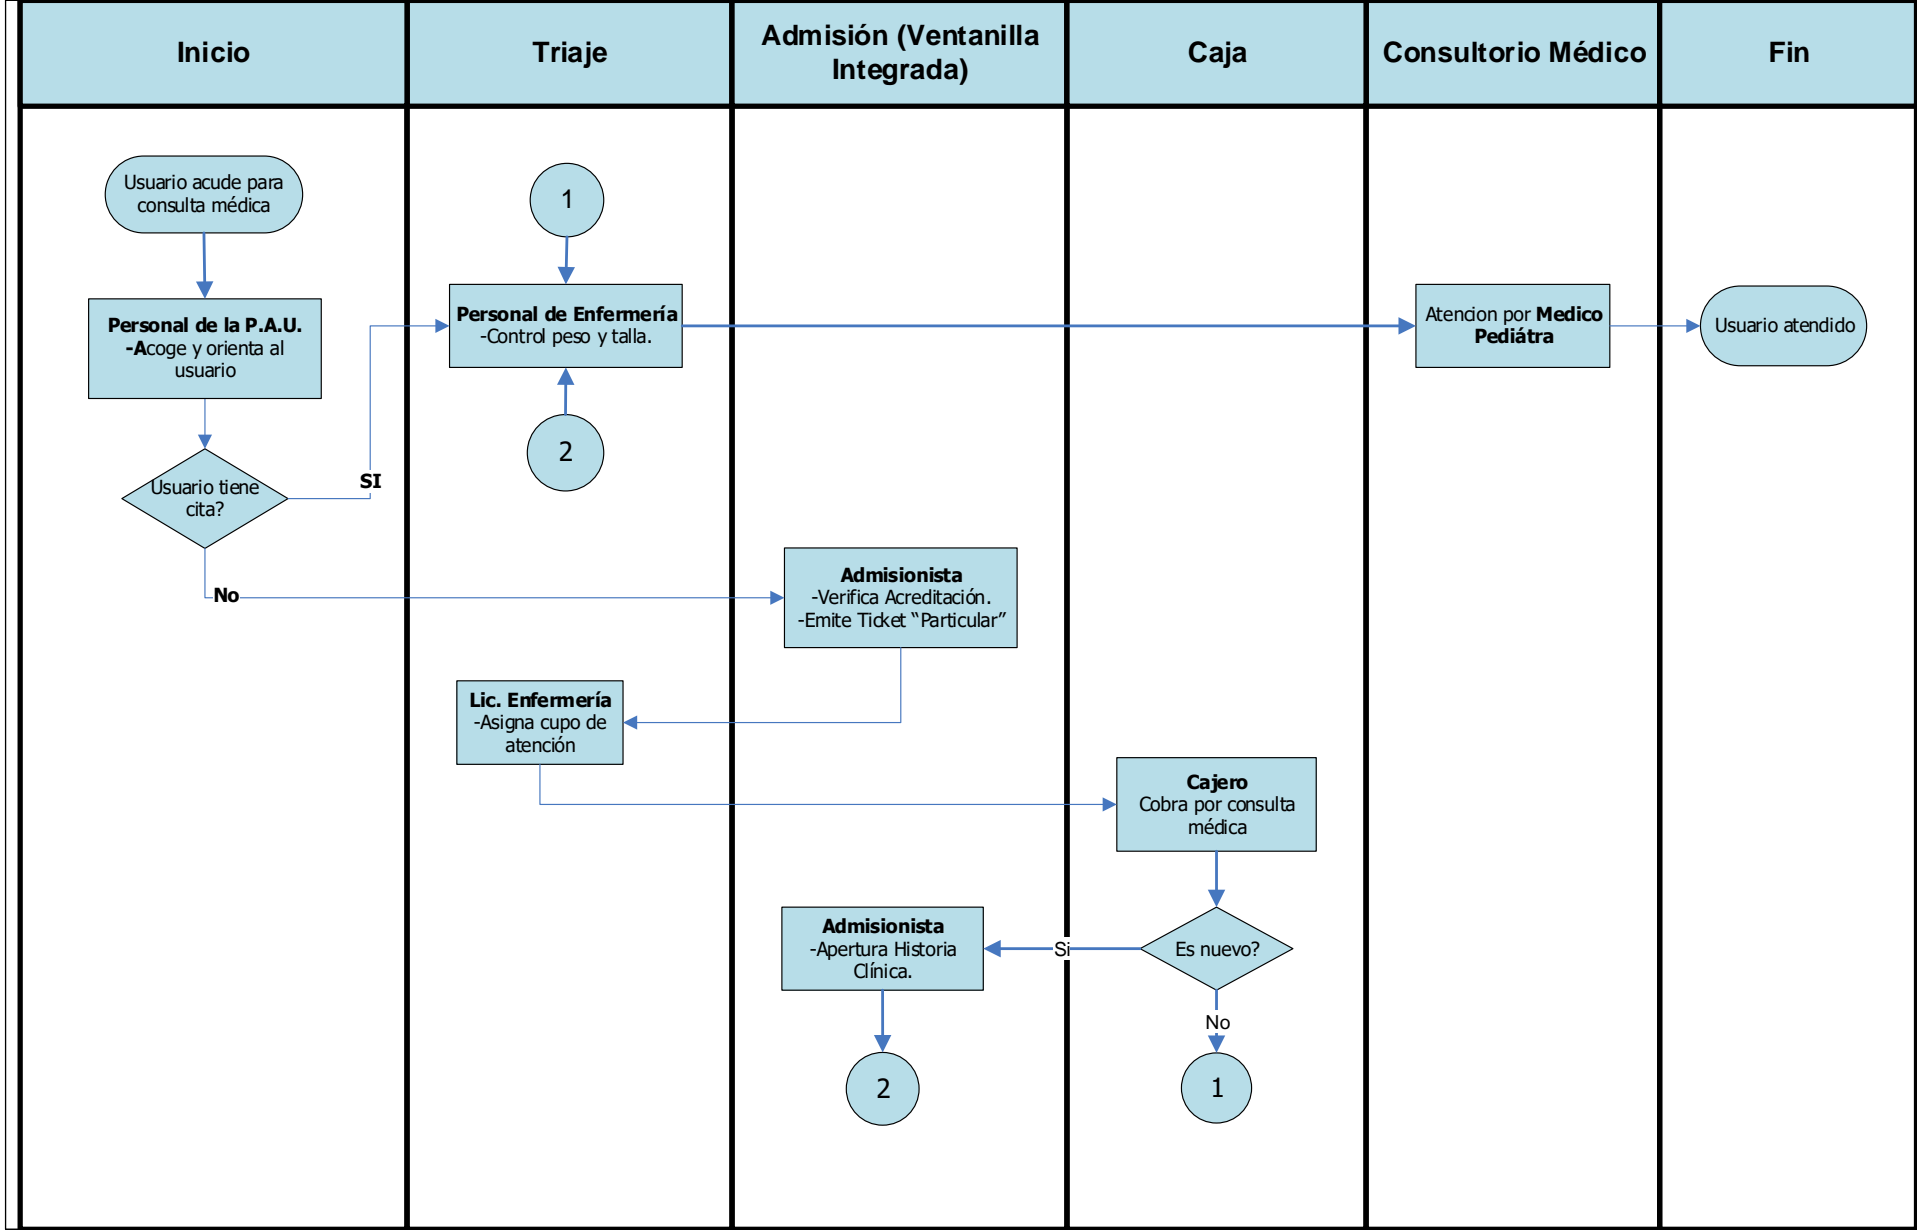 Inicio
Triaje
Admisión (Ventanilla
Integrada)
Caja
Consultorio Médico
Fin
Usuario acude para
consulta médica
1
Personal de la P.A.U.
-Acoge y orienta al
usuario
Personal de Enfermería
-Control peso y talla.
Atencion por Medico
Pediátra
Usuario atendido
2
Usuario tiene
cita?
SI
No
Admisionista
-Verifica Acreditación.
-Emite Ticket “Particular”
Lic. Enfermería
-Asigna cupo de
atención
Cajero
Cobra por consulta
médica
Admisionista
-Apertura Historia
Clínica.
Si
Es nuevo?
No
2
1